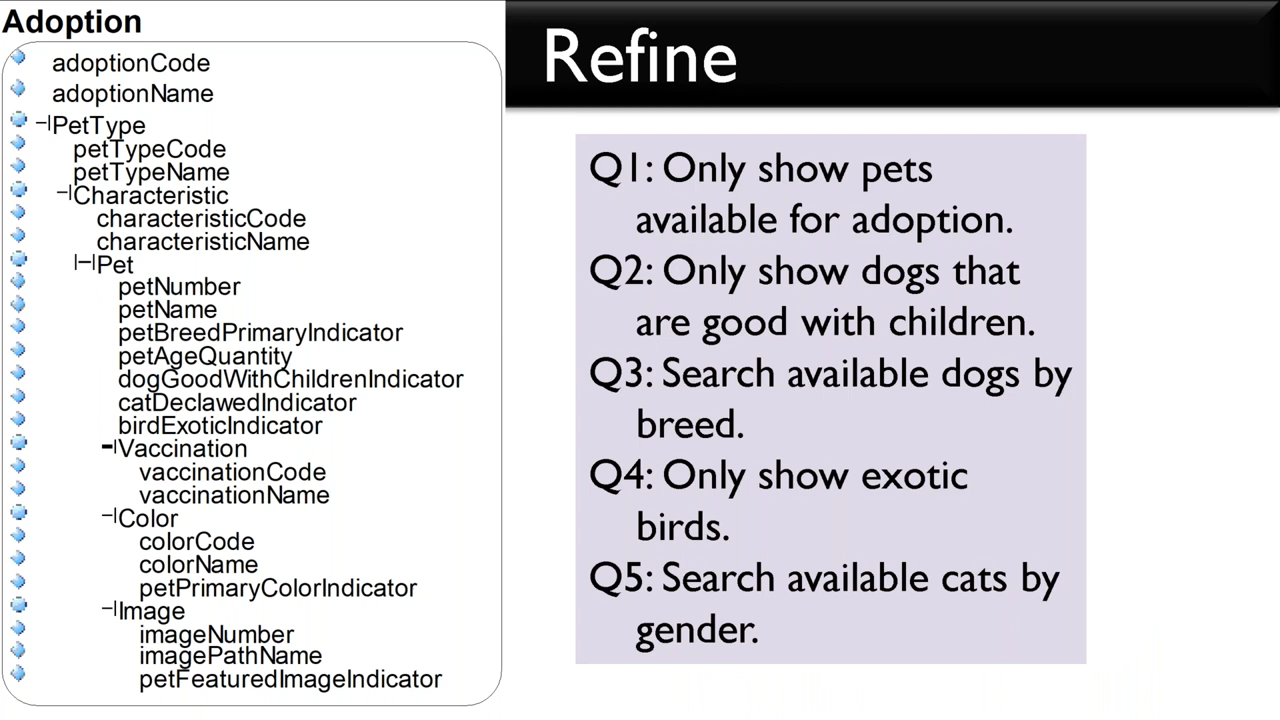 Adoption
adoptionCode
adoptionName
PetType
petTypeCode
petTypeName
Characteristic
characteristicCode
characteristicName
Pet
petNumber
petName
petBreedPrimaryIndicator
petAgeQuantity
dogGoodWithChildrenIndicator
catDeclawedIndicator
birdExoticIndicator
Vaccination
vaccinationCode
vaccinationName
Color
colorCode
colorName
petPrimaryColorIndicator
Image
imageNumber
imagePathName
petFeaturedImageIndicator
Refine
Q1: Only show pets
available for adoption.
Q2: Only show dogs that
are good with children.
Q3: Search available dogs by
breed.
Q4: Only show exotic
birds.
Q5: Search available cats by
gender.